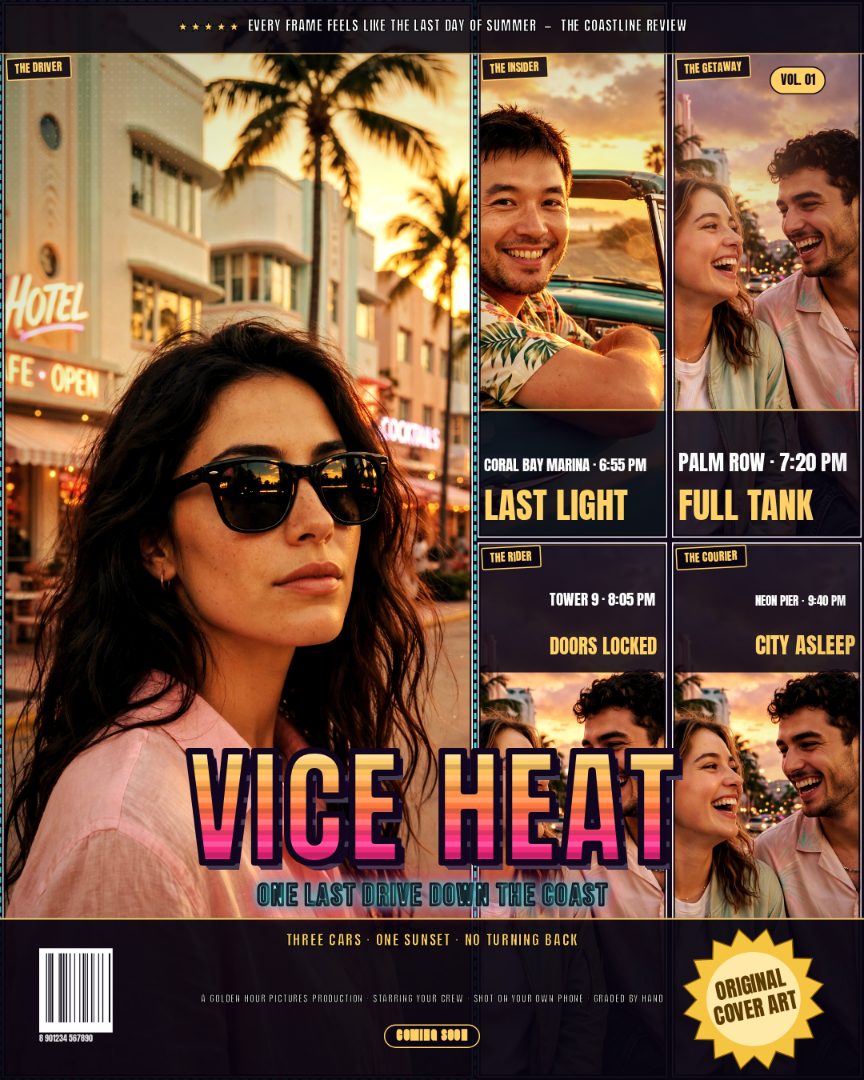 ★★★★★ EVERY FRAME FEELS LIKE THE LAST DAY OF SUMMER – THE COASTLINE REVIEW
THE DRIVER
THE INSIDER
THE GETAWAY
VOL. 01
HOTEL
FE • OPEN
COCKTAILS
CORAL BAY MARINA · 6:55 PM
LAST LIGHT
PALM ROW · 7:20 PM
FULL TANK
THE RIDER
TOWER 9 · 8:05 PM
DOORS LOCKED
THE COURIER
NEON PIER · 9:40 PM
CITY ASLEEP
VICE HEAT
ONE LAST DRIVE DOWN THE COAST
THREE CARS · ONE SUNSET · NO TURNING BACK
A GOLDEN HOUR PICTURES PRODUCTION · STARRING YOUR CREW · SHOT ON YOUR OWN PHONE · GRADED BY HAND
COMING SOON
8 901234 567890
ORIGINAL
COVER ART